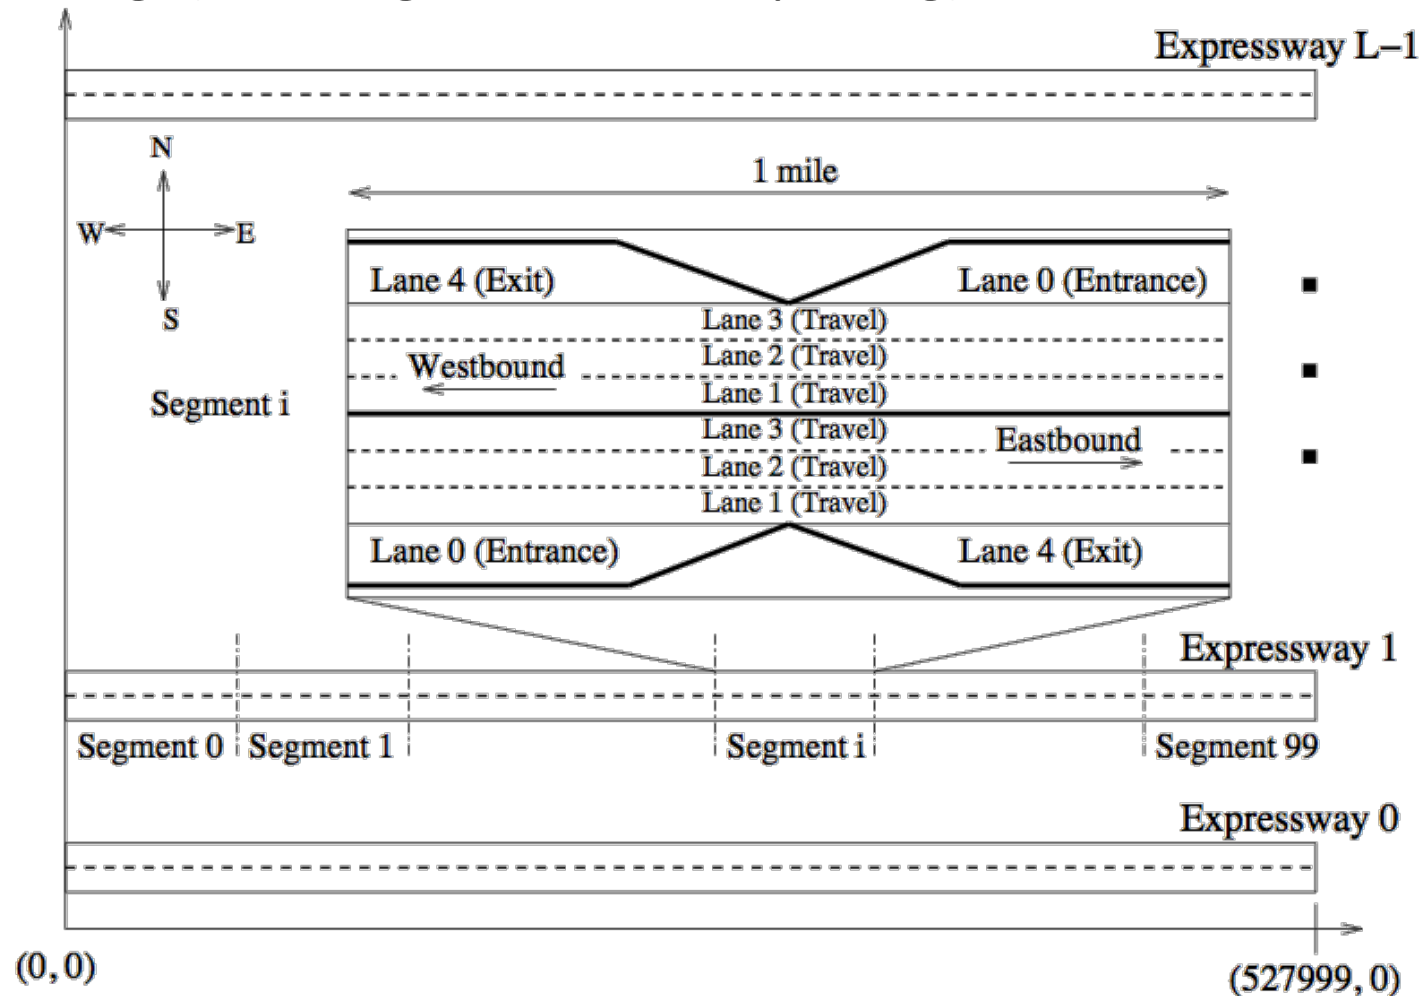 Expressway L–1
N
1 mile
W E
Lane 4 (Exit) Lane 0 (Entrance)
S
Lane 3 (Travel)
Lane 2 (Travel)
Westbound
Lane 1 (Travel)
Segment i
Lane 3 (Travel)
Eastbound
Lane 2 (Travel)
Lane 1 (Travel)
Lane 0 (Entrance) Lane 4 (Exit)
Expressway 1
Segment 0 Segment 1 Segment i Segment 99
Expressway 0
(0, 0)
(527999, 0)